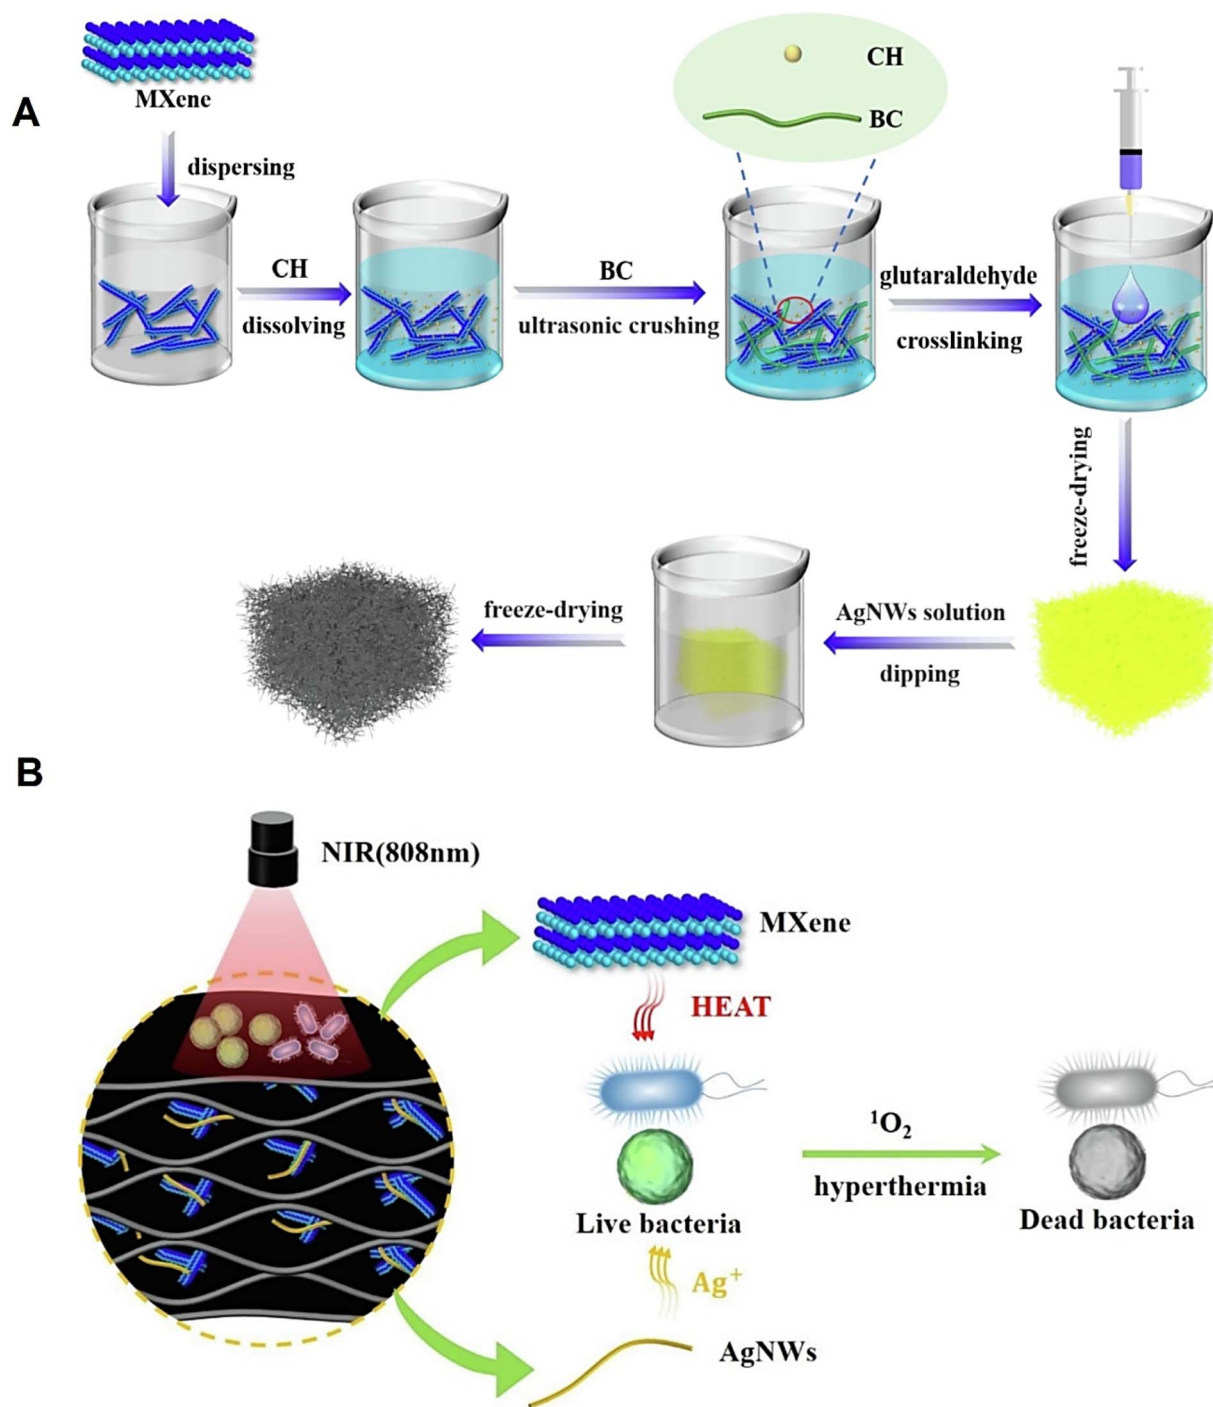 A
MXene
dispersing
CH
dissolving
BC
ultrasonic crushing
CH
BC
glutaraldehyde
crosslinking
freeze-drying
AgNWs solution
dipping
freeze-drying
B
NIR(808nm)
MXene
HEAT
Live bacteria
Ag⁺
AgNWs
¹O₂
hyperthermia
Dead bacteria